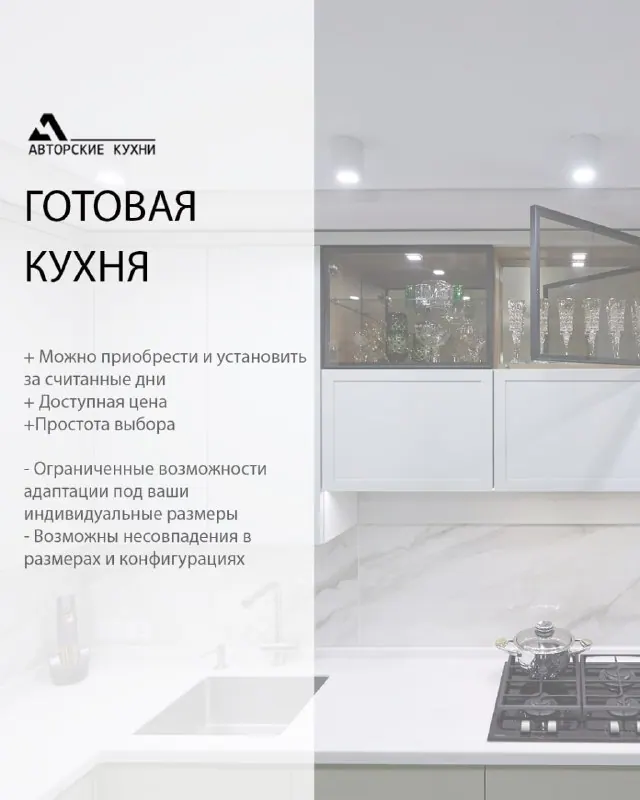 АВТОРСКИЕ КУХНИ
ГОТОВАЯ
КУХНЯ
+ Можно приобрести и установить
за считанные дни
+ Доступная цена
+Простота выбора
- Ограниченные возможности
адаптации под ваши
индивидуальные размеры
- Возможны несовпадения в
размерах и конфигурациях